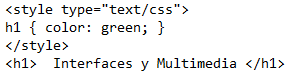 <style type="text/css">
h1 { color: green; }
</style>
<h1>  Interfaces y Multimedia </h1>